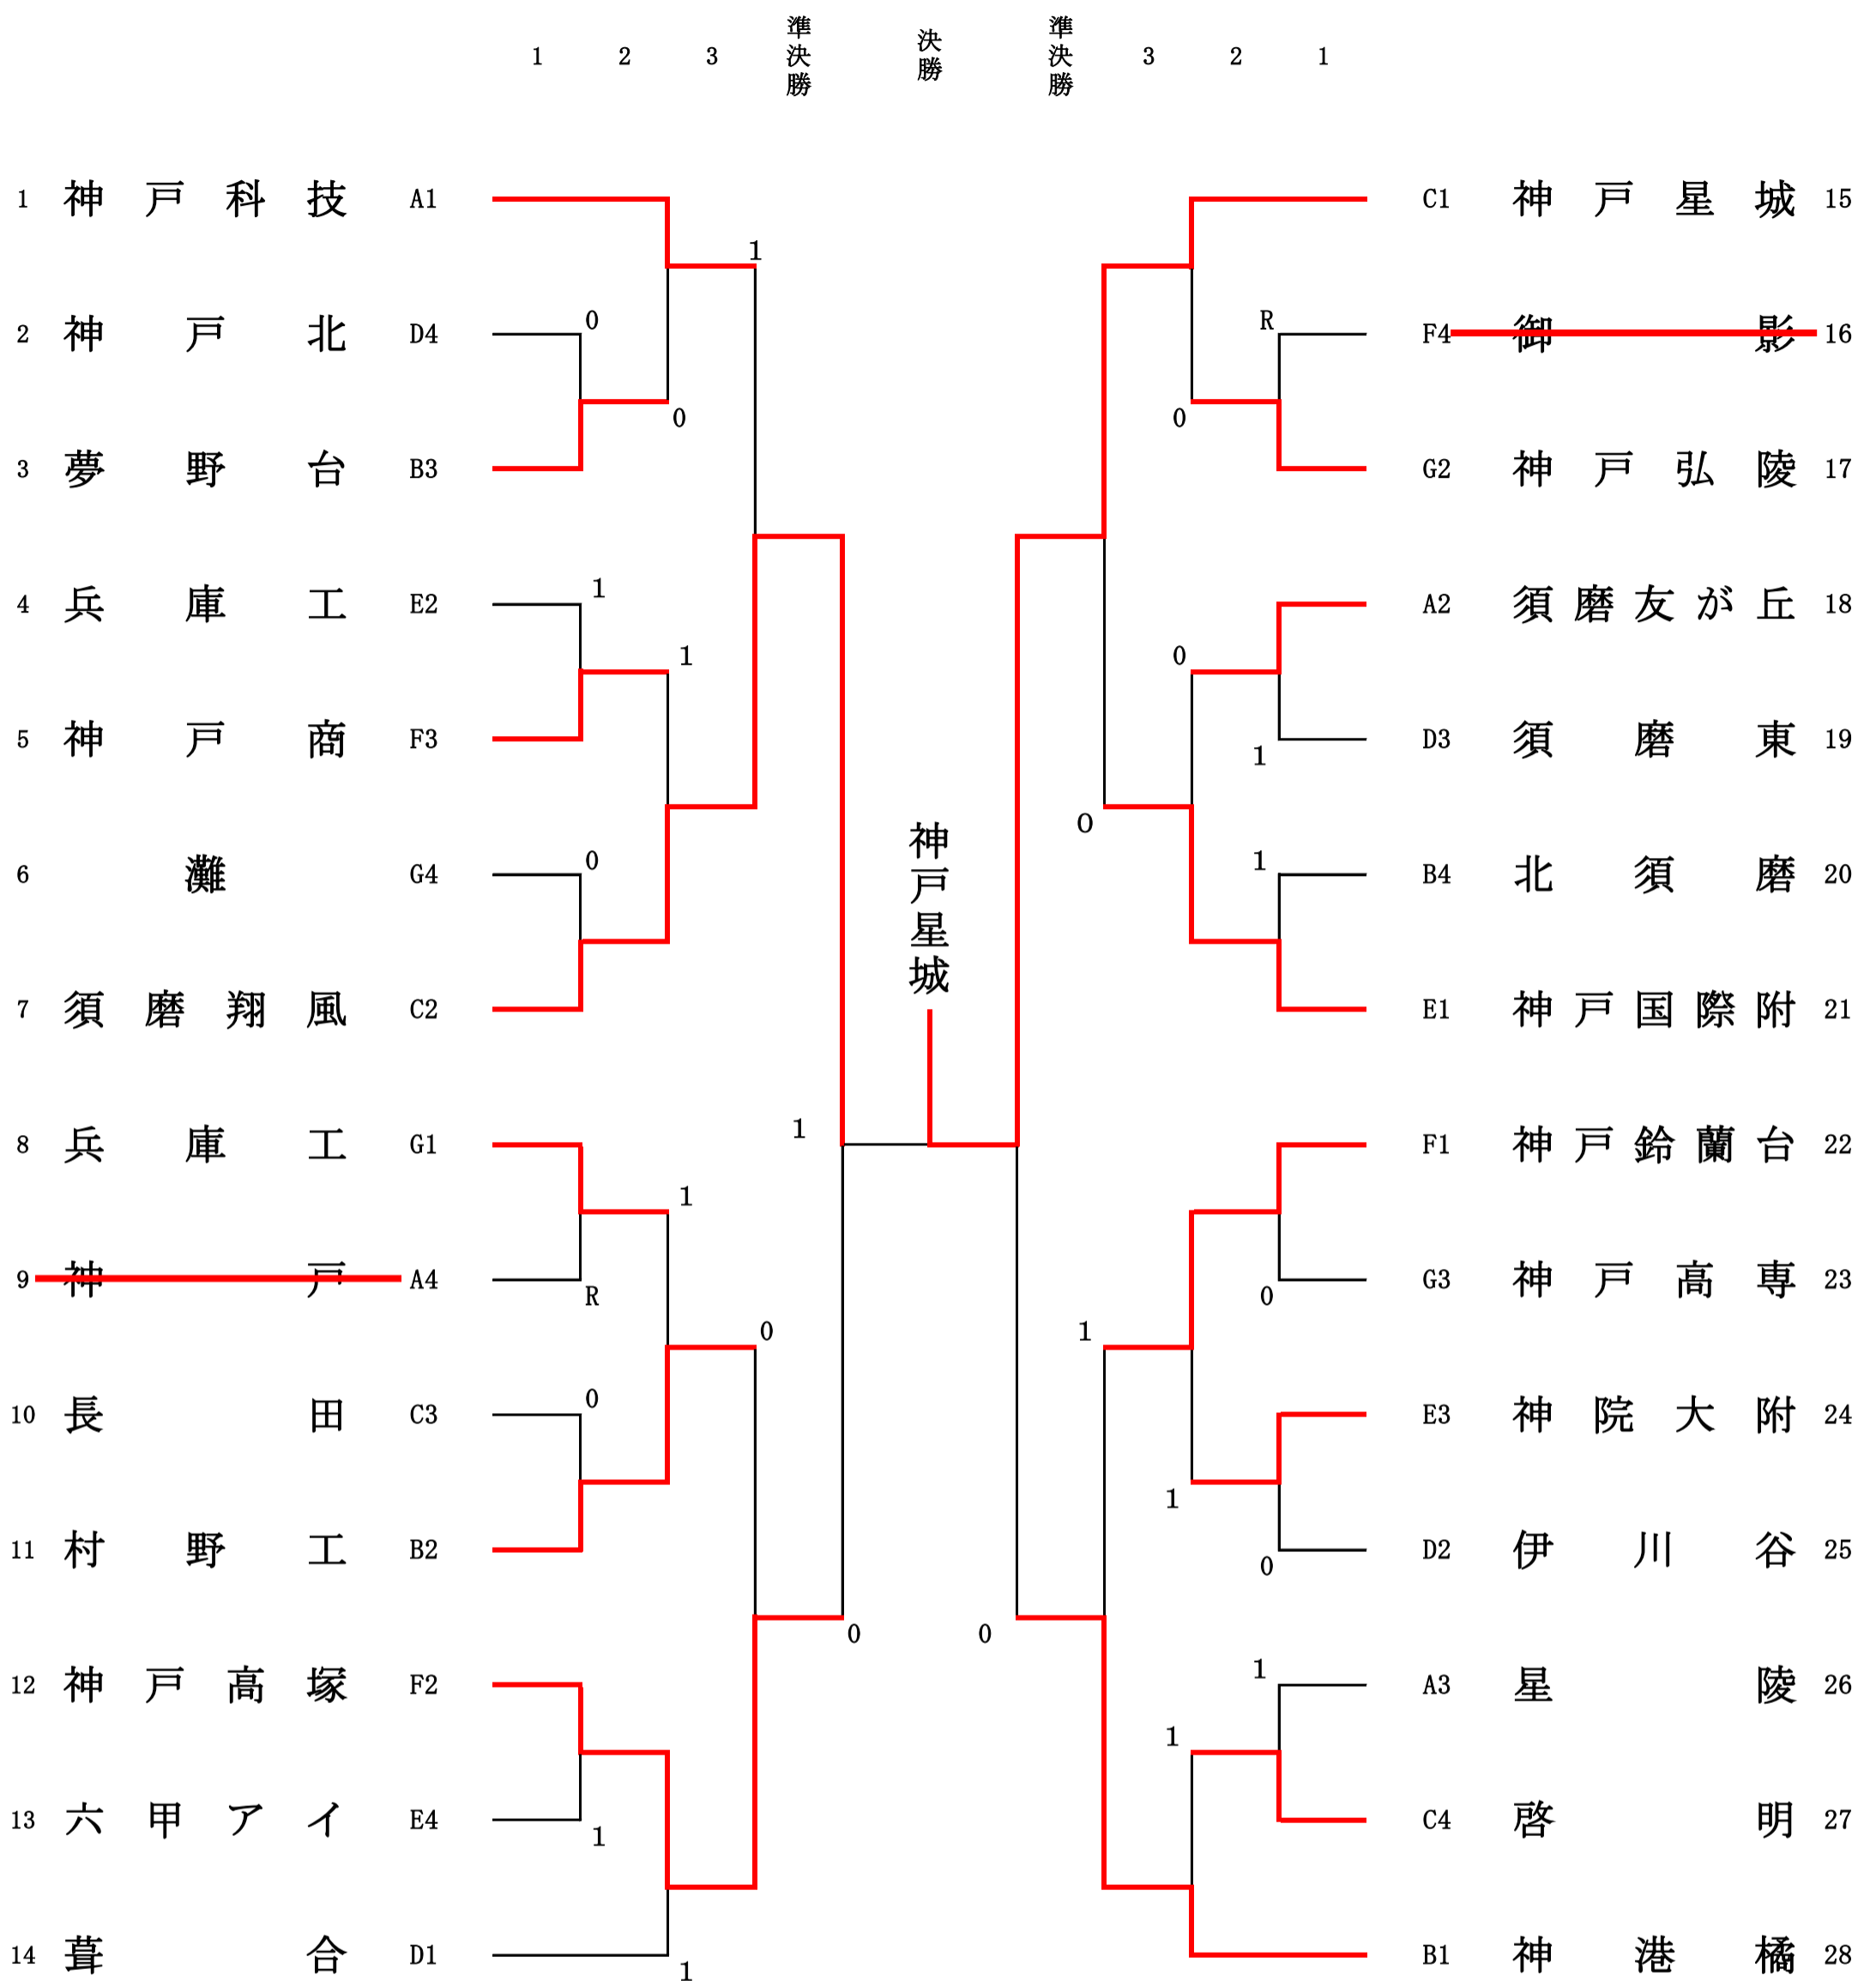 1 2 3 準決勝 決勝 準決勝 3 2 1
1 神戸科技 A1
1
2 神戸北 D4
0
0
3 夢野台 B3
4 兵庫工 E2
1
1
5 神戸商 F3
6 灘 G4
0
7 須磨翔風 C2
8 兵庫工 G1
1
1
9 神戸 A4
R
0
10 長田 C3
0
11 村野工 B2
0
12 神戸高塚 F2
13 六甲アイ E4
1
14 葺合 D1
1
神戸星城
C1 神戸星城 15
R
F4 御影 16
0
G2 神戸弘陵 17
A2 須磨友が丘 18
0
D3 須磨東 19
1
0
1
B4 北須磨 20
E1 神戸国際附 21
F1 神戸鈴蘭台 22
G3 神戸高専 23
0
1
E3 神院大附 24
1
D2 伊川谷 25
0
0
1
A3 星陵 26
1
C4 啓明 27
B1 神港橘 28